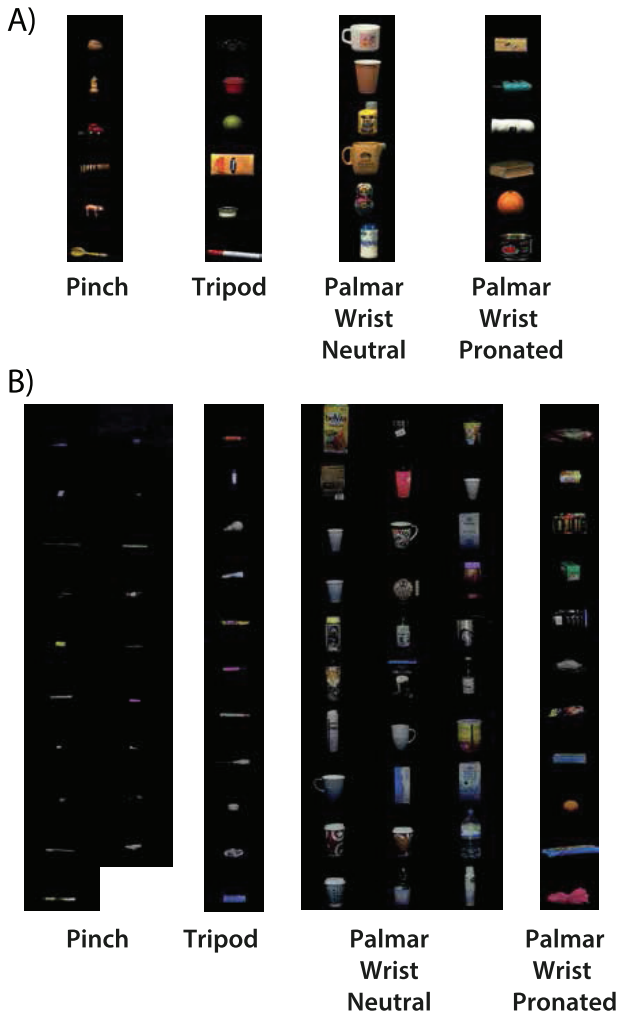 A)
Pinch
Tripod
Palmar
Wrist
Neutral
Palmar
Wrist
Pronated
B)
Pinch
Tripod
Palmar
Wrist
Neutral
Palmar
Wrist
Pronated